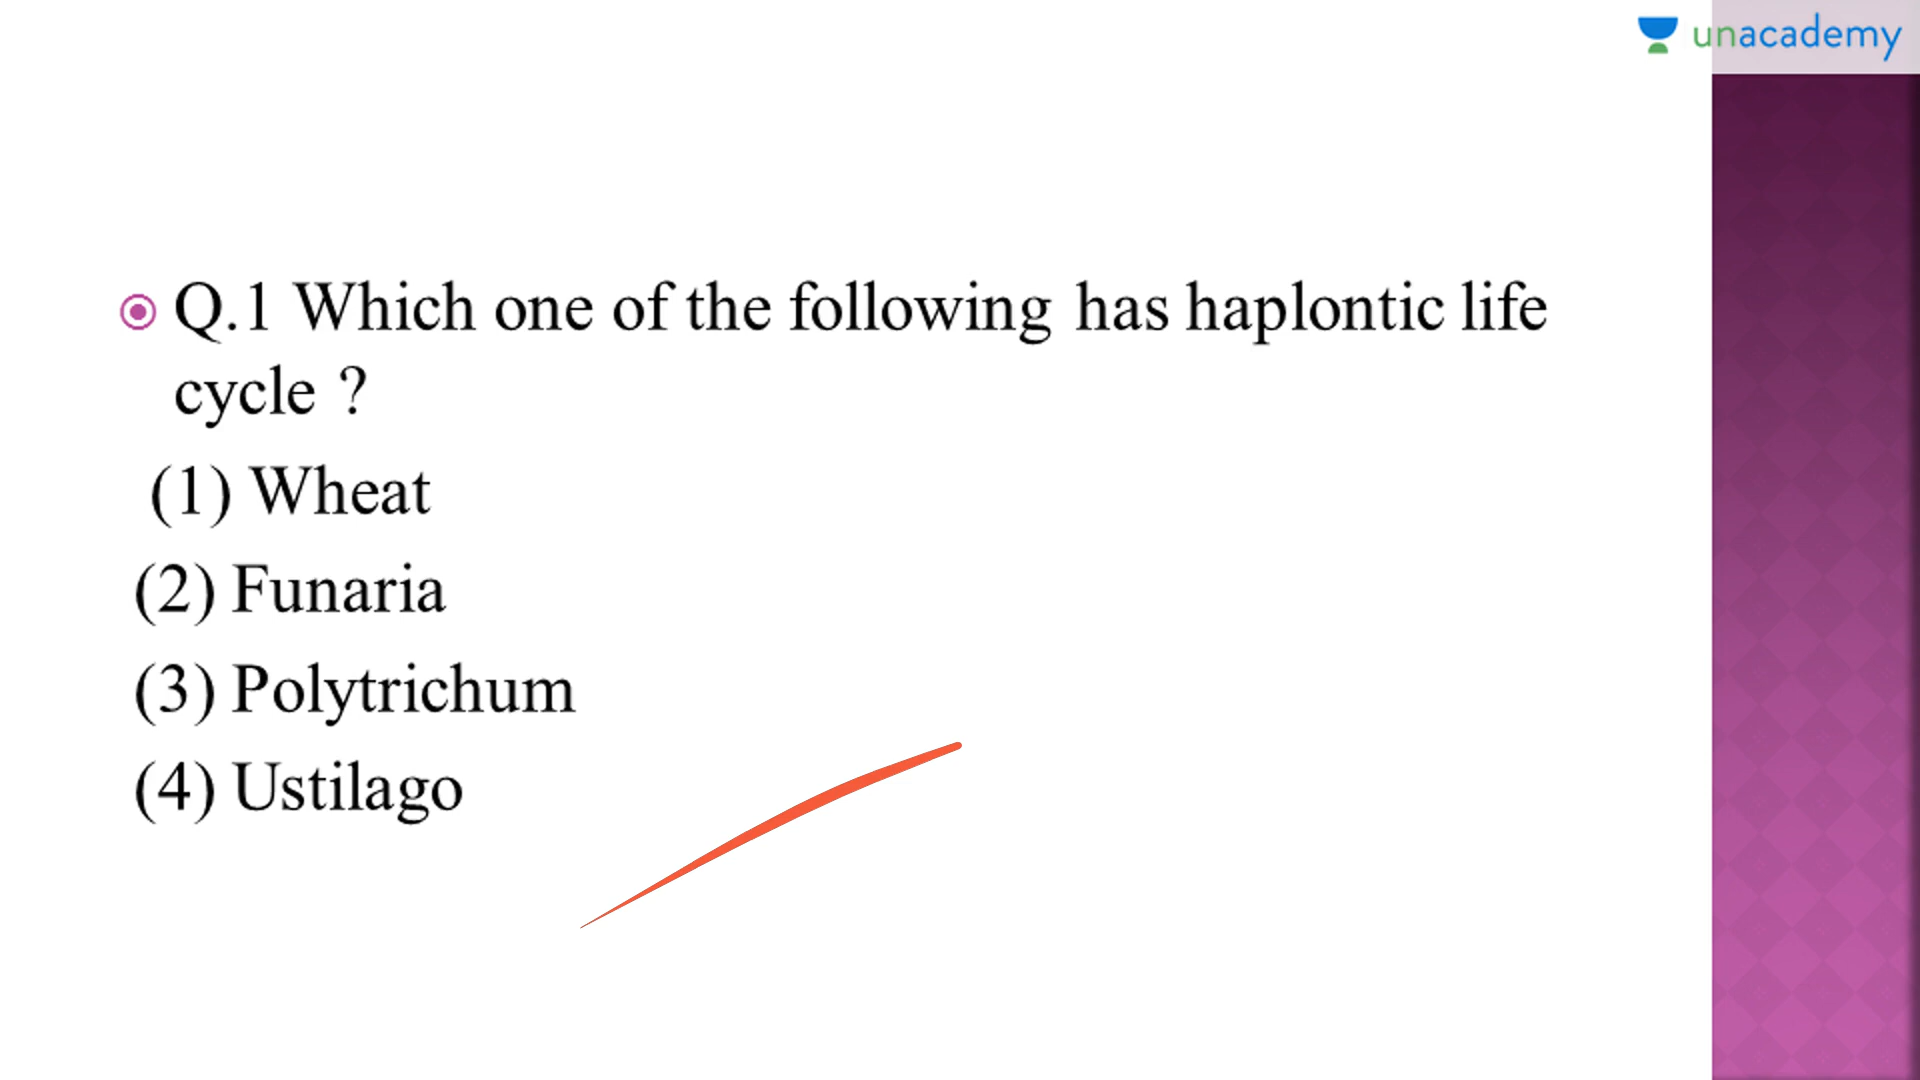 unacademy
Q.1 Which one of the following has haplontic life
cycle ?
(1) Wheat
(2) Funaria
(3) Polytrichum
(4) Ustilago